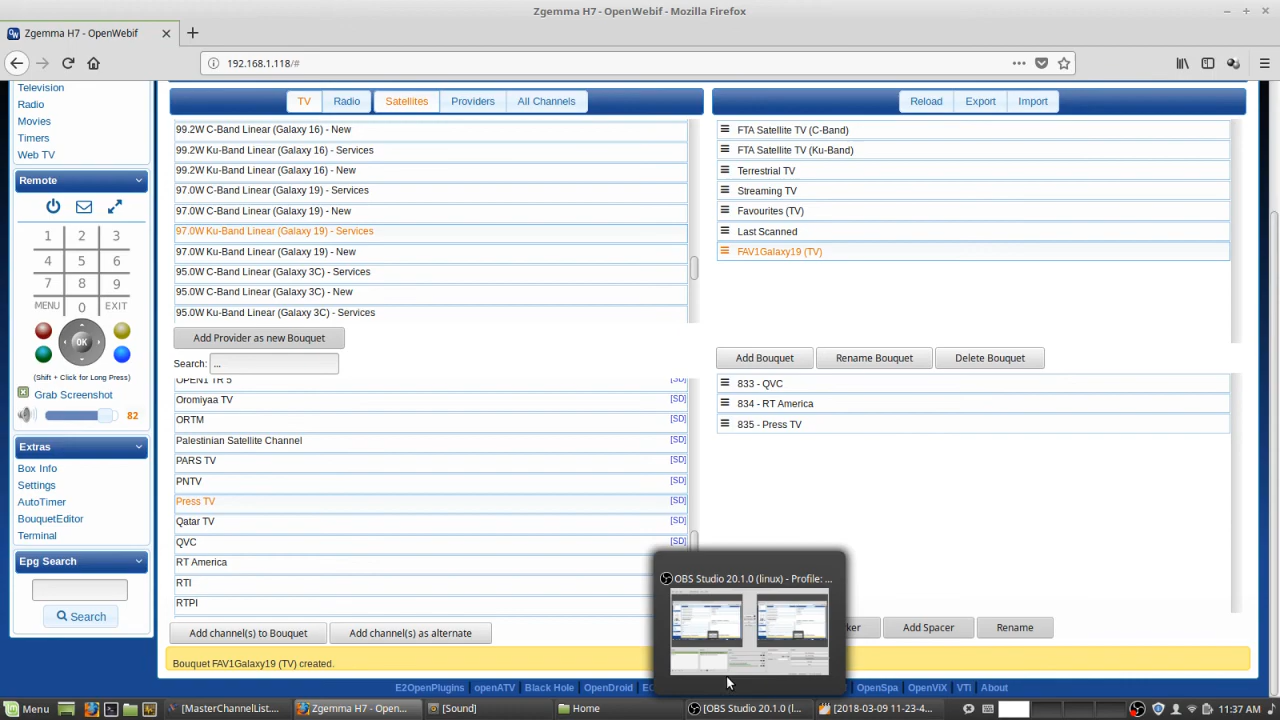 Zgemma H7 - OpenWebif - Mozilla Firefox
Zgemma H7 - OpenWebif
192.168.1.118/#
Television
Radio
Movies
Timers
Web TV
Remote
1 2 3
4 5 6
7 8 9
MENU 0 EXIT
OK
(Shift + Click for Long Press)
Grab Screenshot
82
Extras
Box Info
Settings
AutoTimer
BouquetEditor
Terminal
Epg Search
Search
TV Radio Satellites Providers All Channels
99.2W C-Band Linear (Galaxy 16) - New
99.2W Ku-Band Linear (Galaxy 16) - Services
99.2W Ku-Band Linear (Galaxy 16) - New
97.0W C-Band Linear (Galaxy 19) - Services
97.0W C-Band Linear (Galaxy 19) - New
97.0W Ku-Band Linear (Galaxy 19) - Services
97.0W Ku-Band Linear (Galaxy 19) - New
95.0W C-Band Linear (Galaxy 3C) - Services
95.0W C-Band Linear (Galaxy 3C) - New
95.0W Ku-Band Linear (Galaxy 3C) - Services
Add Provider as new Bouquet
Search: ...
OPEN1 TR 5 [SD]
Oromiyaa TV [SD]
ORTM [SD]
Palestinian Satellite Channel [SD]
PARS TV [SD]
PNTV [SD]
Press TV [SD]
Qatar TV [SD]
QVC [SD]
RT America
RTI
RTPI
Add channel(s) to Bouquet Add channel(s) as alternate
Reload Export Import
FTA Satellite TV (C-Band)
FTA Satellite TV (Ku-Band)
Terrestrial TV
Streaming TV
Favourites (TV)
Last Scanned
FAV1Galaxy19 (TV)
Add Bouquet Rename Bouquet Delete Bouquet
833 - QVC
834 - RT America
835 - Press TV
Add Spacer Rename
OBS Studio 20.1.0 (linux) - Profile: ...
Bouquet FAV1Galaxy19 (TV) created.
E2OpenPlugins openATV Black Hole OpenDroid OpenSpa OpenViX VTi About
Menu [MasterChannelList.... Zgemma H7 - Open... [Sound] Home [OBS Studio 20.1.0 (l... [2018-03-09 11-23-4... 11:37 AM